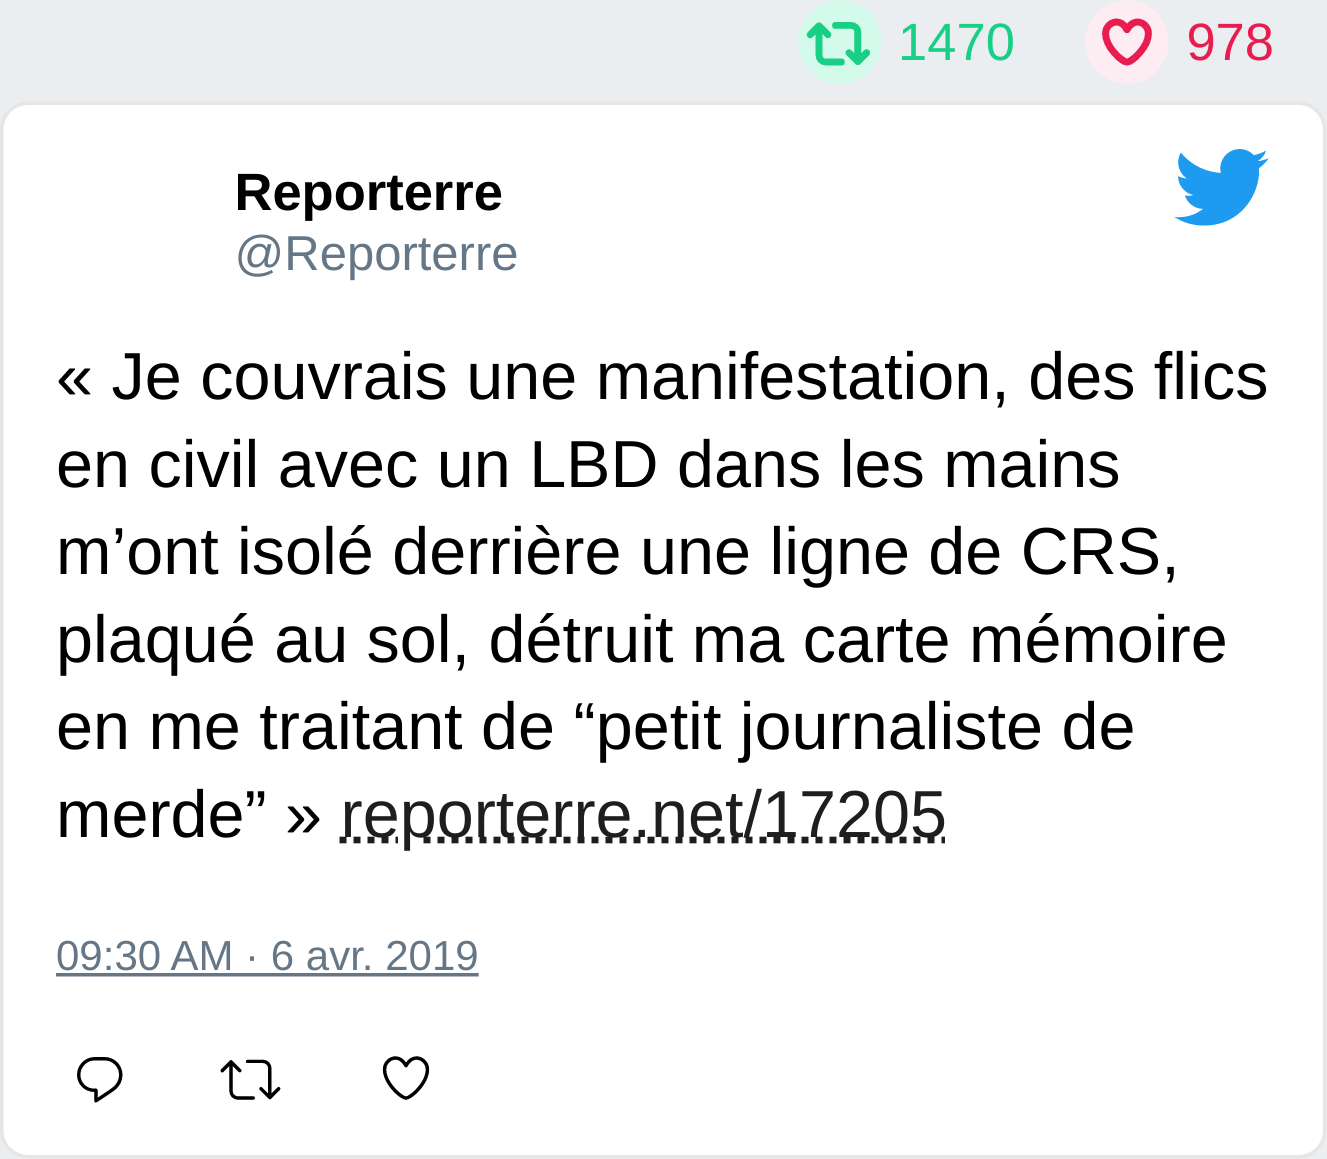 1470 978
Reporterre
@Reporterre
« Je couvrais une manifestation, des flics
en civil avec un LBD dans les mains
m’ont isolé derrière une ligne de CRS,
plaqué au sol, détruit ma carte mémoire
en me traitant de “petit journaliste de
merde” » reporterre.net/17205
09:30 AM · 6 avr. 2019